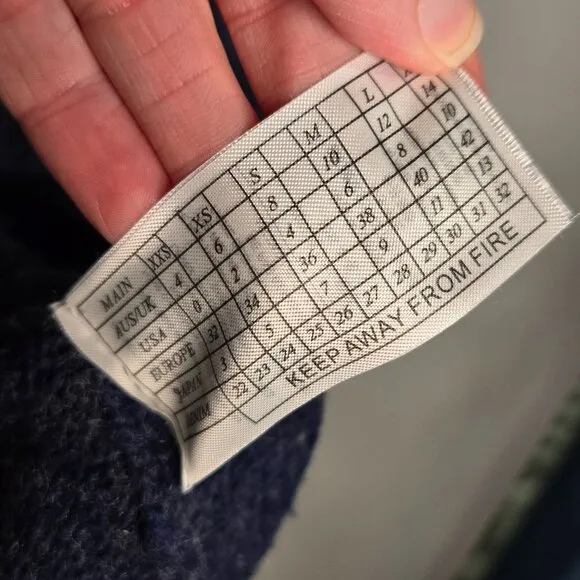 MAIN XXS XS S M L
AUS/UK 4 6 8 10 12 14
USA 0 2 4 6 8 10
EUROPE 32 34 36 38 40 42
JAPAN 3 5 7 9 11 13
22 23 24 25 26 27 28 29 30 31 32
KEEP AWAY FROM FIRE